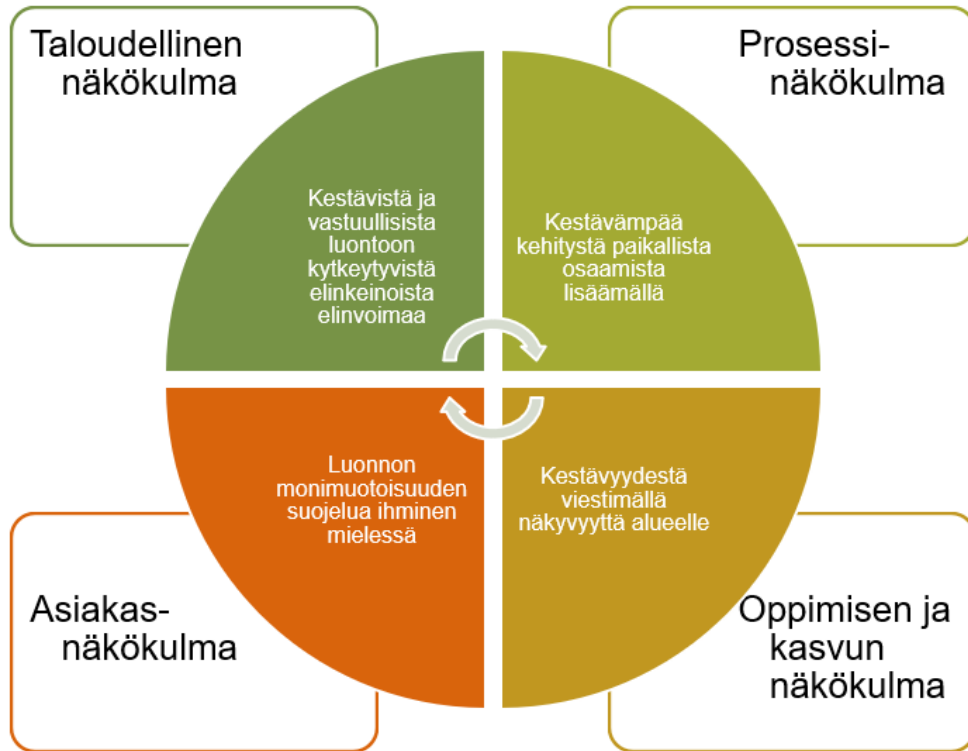 Taloudellinen
näkökulma
Prosessi-
näkökulma
Kestävistä ja
vastuullisista
luontoon
kytkeytyvistä
elinkeinoista
elinvoimaa
Kestävämpää
kehitystä paikallista
osaamista
lisäämällä
Luonnon
monimuotoisuuden
suojelua ihminen
mielessä
Kestävyydestä
viestimällä
näkyvyyttä alueelle
Asiakas-
näkökulma
Oppimisen ja
kasvun
näkökulma